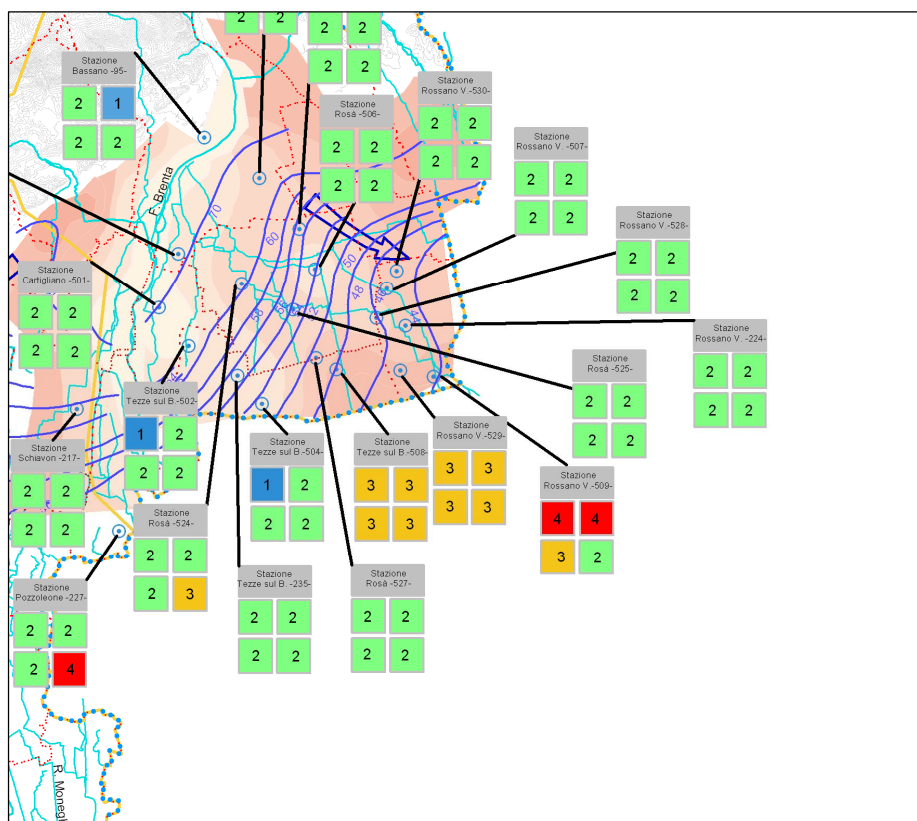 2 2
2 2
2 2
Stazione
Bassano -95-
2 1
2 2
Stazione
Rosà -506-
2 2
2 2
Stazione
Rossano V.-530-
2 2
2 2
Stazione
Rossano V. -507-
2 2
2 2
Stazione
Rossano V.-528-
2 2
2 2
F. Brenta
70
60
50
58
56
48
46
44
Stazione
Cartigliano -501-
2 2
2 2
Stazione
Rossano V.-224-
2 2
2 2
Stazione
Rosà -525-
2 2
2 2
Stazione
Tezze sul B.-502-
1 2
2 2
Stazione
Schiavon -217-
2 2
2 2
Stazione
Tezze sul B.-504-
1 2
2 2
Stazione
Tezze sul B.-508-
3 3
3 3
Stazione
Rossano V.-529-
3 3
3 3
Stazione
Rossano V.-509-
4 4
3 2
Stazione
Rosà -524-
2 2
2 3
Stazione
Pozzoleone -227-
2 2
2 4
Stazione
Tezze sul B. -235-
2 2
2 2
Stazione
Rosà -527-
2 2
2 2